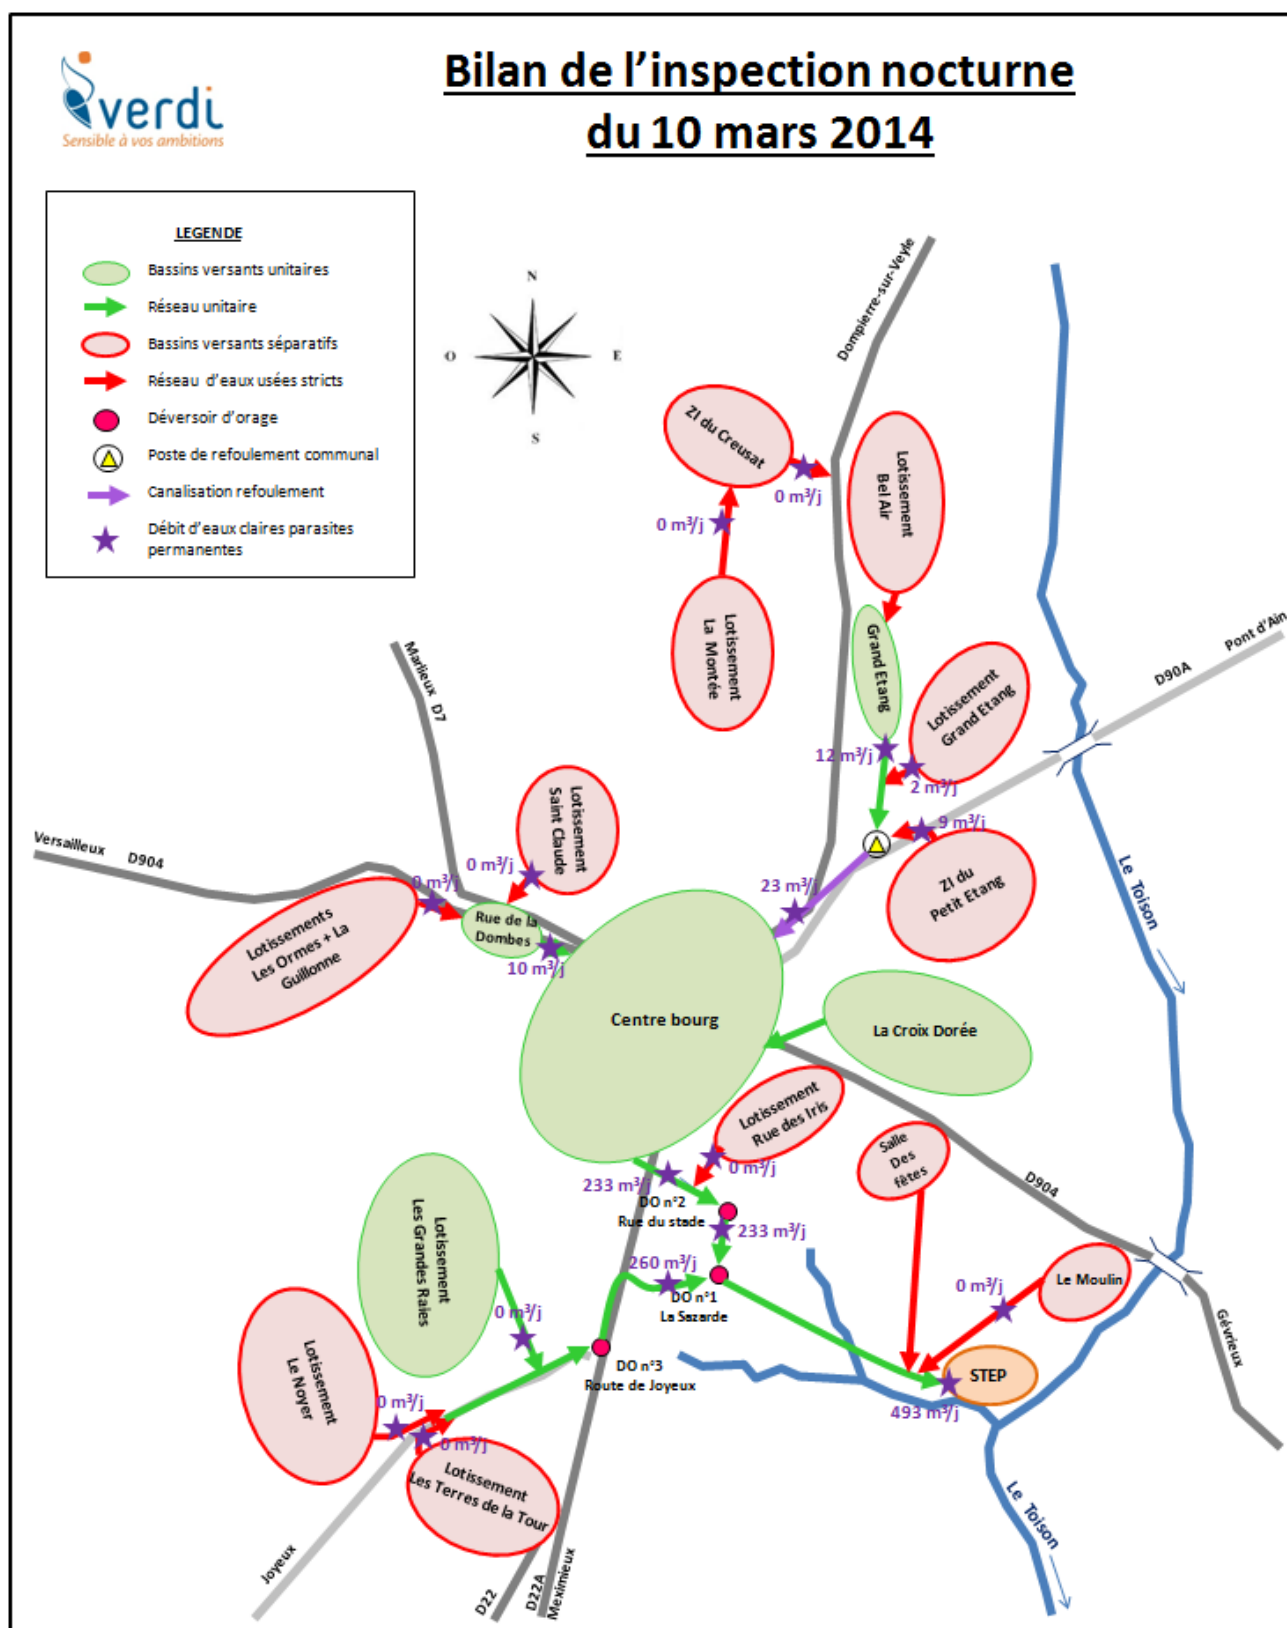 Bilan de l'inspection nocturne
du 10 mars 2014
verdi
Sensible à vos ambitions
LEGENDE
Bassins versants unitaires
Réseau unitaire
Bassins versants séparatifs
Réseau d'eaux usées stricts
Déversoir d'orage
Poste de refoulement communal
Canalisation refoulement
Débit d'eaux claires parasites
permanentes
N
O
E
S
Dompierre-sur-Veyle
ZI du Creusat
0 m³/j
0 m³/j
Lotissement
Bel Air
Lotissement
La Montée
Grand Etang
Lotissement
Grand Etang
12 m³/j
2 m³/j
9 m³/j
D90A
Pont d'Ain
Marlieux D7
Versailleux D904
Lotissement
Saint Claude
0 m³/j
0 m³/j
23 m³/j
ZI du
Petit Etang
Le Toison
Lotissements
Les Ormes + La
Guillonne
Rue de la
Dombes
10 m³/j
Centre bourg
La Croix Dorée
Lotissement
Rue des Iris
0 m³/j
Salle
Des
fêtes
D904
233 m³/j
DO n°2
Rue du stade
233 m³/j
Lotissement
Les Grandes Raies
260 m³/j
DO n°1
La Sazarde
0 m³/j
Le Moulin
0 m³/j
Gévrieux
DO n°3
Route de Joyeux
STEP
493 m³/j
Lotissement
Le Noyer
0 m³/j
0 m³/j
Lotissement
Les Terres de la Tour
Joyeux
D22
D22A
Meximieux
Le Toison